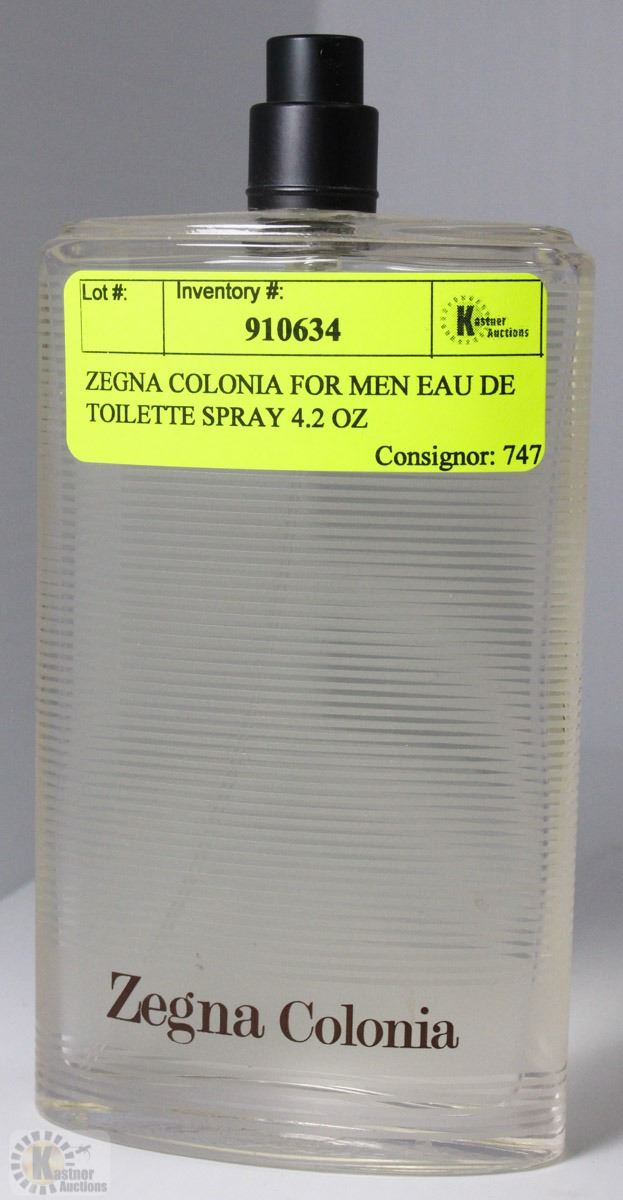 Lot #:
Inventory #:
910634
Kastner
Auctions
ZEGNA COLONIA FOR MEN EAU DE
TOILETTE SPRAY 4.2 OZ
Consignor: 747
Zegna Colonia
Kastner
Auctions